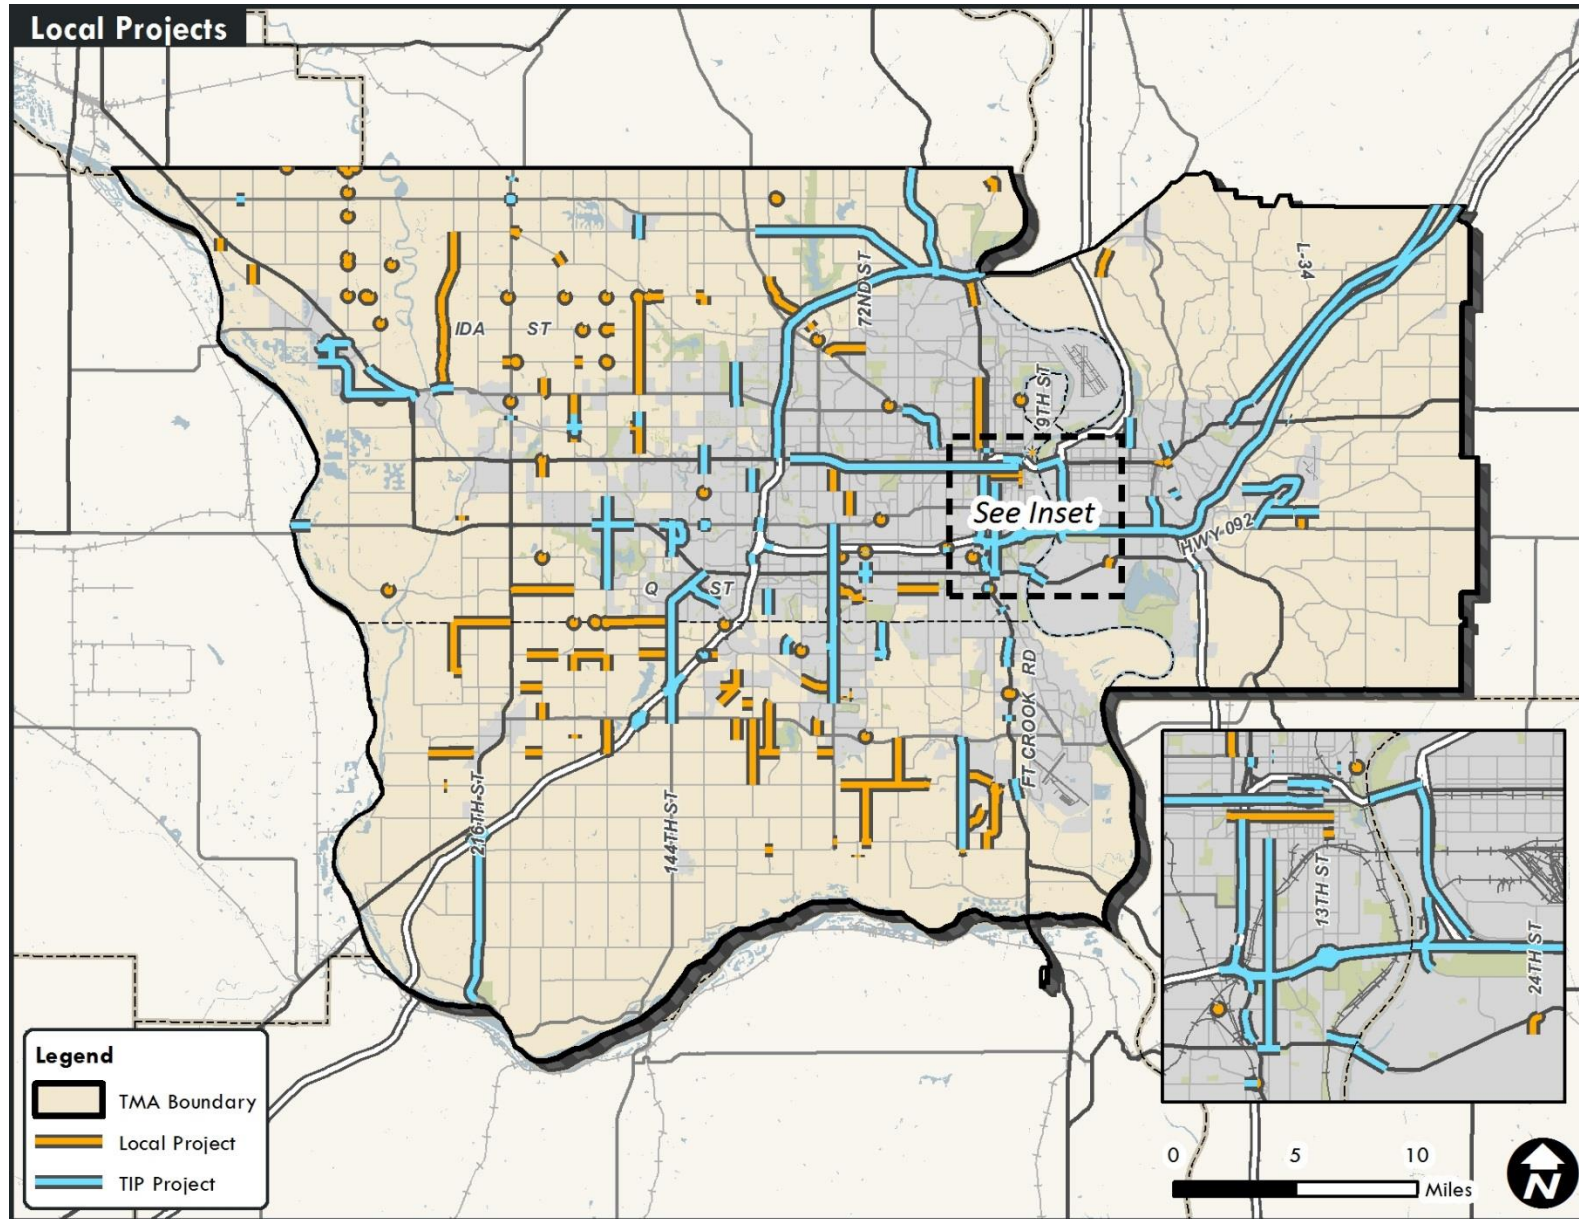 Local Projects
L-34
72ND ST
IDA ST
9TH ST
See Inset
HWY 092
Q ST
FT CROOK RD
216TH ST
144TH ST
13TH ST
24TH ST
Legend
TMA Boundary
Local Project
TIP Project
0 5 10
Miles
N